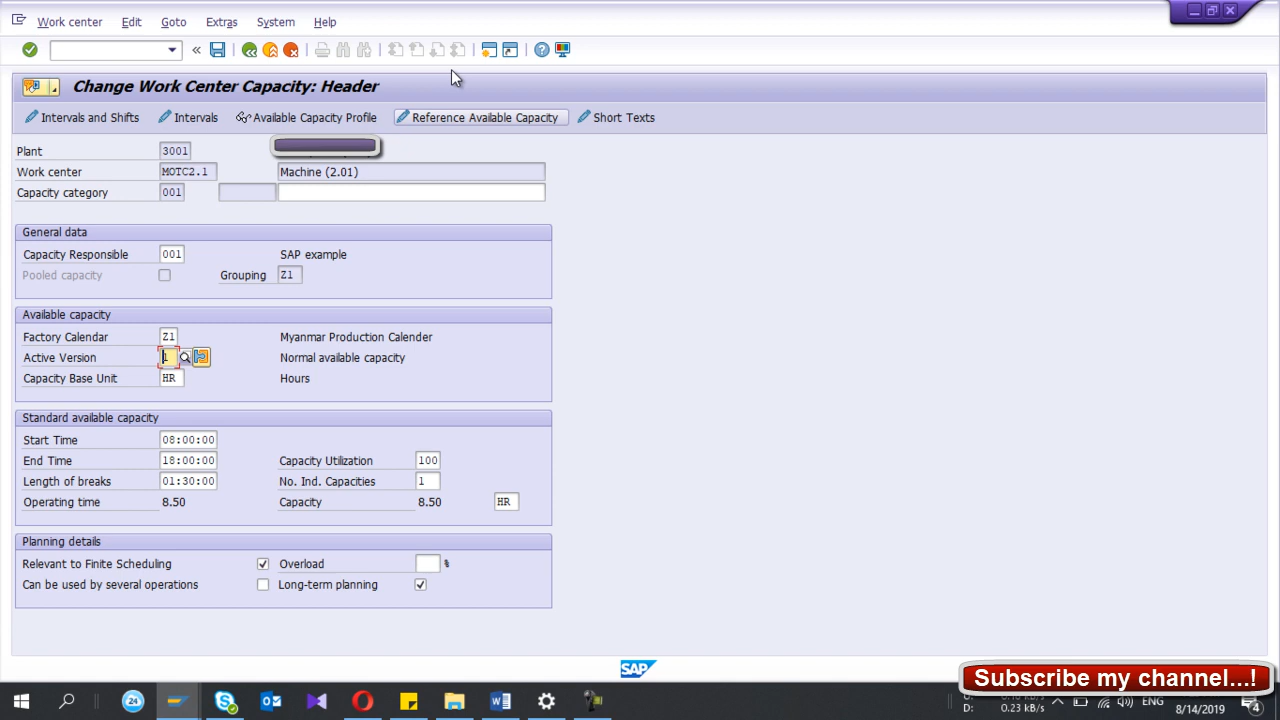 Work center Edit Goto Extras System Help
Change Work Center Capacity: Header
Intervals and Shifts Intervals Available Capacity Profile Reference Available Capacity Short Texts
Plant 3001
Work center MOTC2.1 Machine (2.01)
Capacity category 001
General data
Capacity Responsible 001 SAP example
Pooled capacity Grouping Z1
Available capacity
Factory Calendar Z1 Myanmar Production Calender
Active Version 1 Normal available capacity
Capacity Base Unit HR Hours
Standard available capacity
Start Time 08:00:00
End Time 18:00:00 Capacity Utilization 100
Length of breaks 01:30:00 No. Ind. Capacities 1
Operating time 8.50 Capacity 8.50 HR
Planning details
Relevant to Finite Scheduling Overload %
Can be used by several operations Long-term planning
SAP
Subscribe my channel...!
24
D: 0.23 kB/s ENG 8/14/2019 4